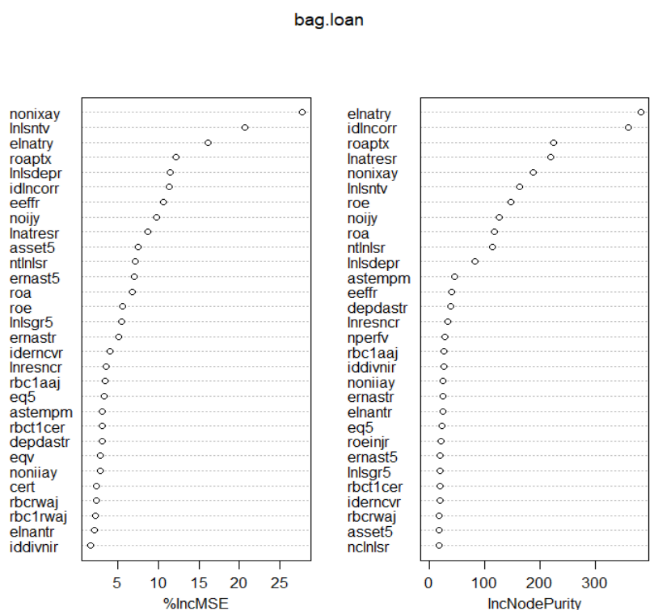 bag.loan
nonixay
lnlsntv
elnatry
roaptx
lnlsdepr
idlncorr
eeffr
noijy
lnatresr
asset5
ntlnlsr
ernast5
roa
roe
lnlsgr5
ernastr
iderncvr
lnresncr
rbc1aaj
eq5
astempm
rbct1cer
depdastr
eqv
noniiay
cert
rbcrwaj
rbc1rwaj
elnantr
iddivnir
5 10 15 20 25
%IncMSE
elnatry
idlncorr
roaptx
lnatresr
nonixay
lnlsntv
roe
noijy
roa
ntlnlsr
lnlsdepr
astempm
eeffr
depdastr
lnresncr
nperfv
rbc1aaj
iddivnir
noniiay
ernastr
elnantr
eq5
roeinjr
ernast5
lnlsgr5
rbct1cer
iderncvr
rbcrwaj
asset5
nclnlsr
0 100 200 300
IncNodePurity